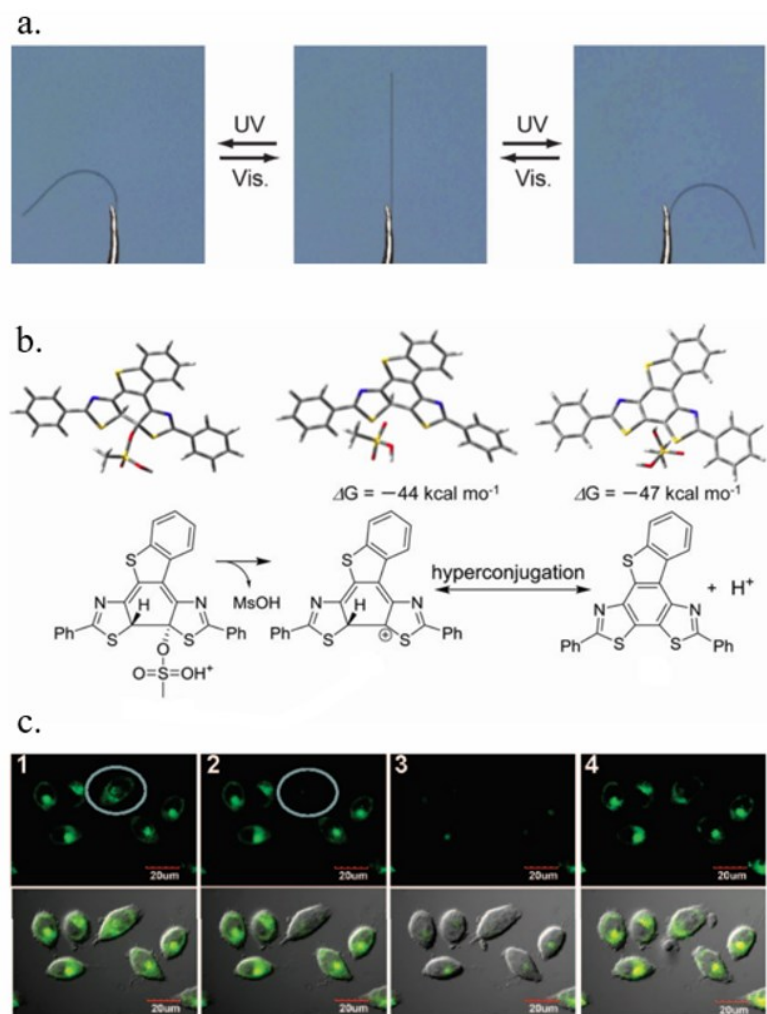 a.
UV UV
Vis. Vis.
b.
ΔG = −44 kcal mo⁻¹ ΔG = −47 kcal mo⁻¹
S S S
hyperconjugation
N H N N H N N N + H⁺
MsOH
Ph S S Ph Ph S ⊕ S Ph Ph S S Ph
O
O=S=OH⁺
c.
1 2 3 4
20um 20um 20um 20um
20um 20um 20um 20um